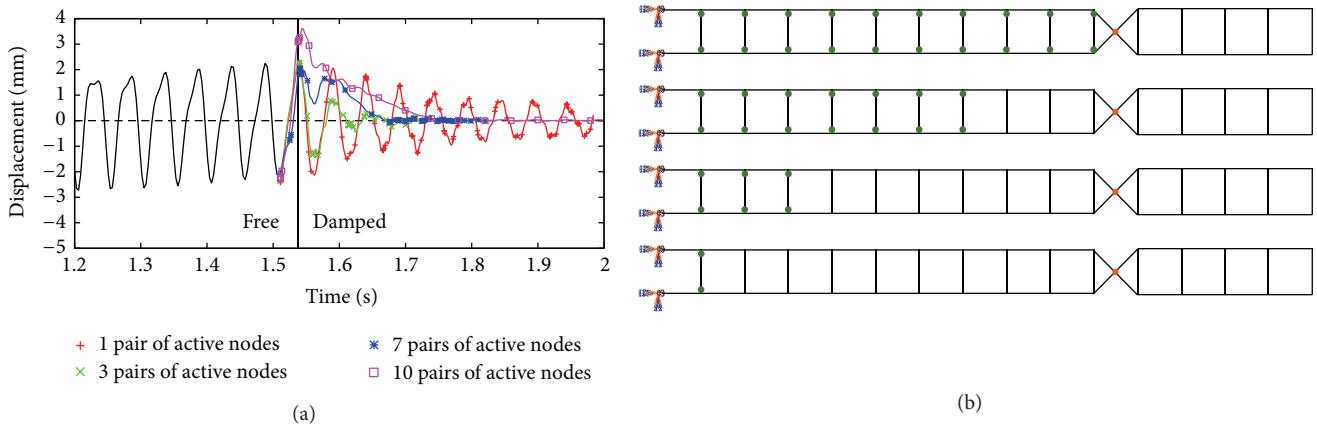 4
3
2
1
0
−1
−2
−3
−4
−5
Displacement (mm)
Free
Damped
1.2 1.3 1.4 1.5 1.6 1.7 1.8 1.9 2
Time (s)
1 pair of active nodes
3 pairs of active nodes
7 pairs of active nodes
10 pairs of active nodes
(a)
(b)